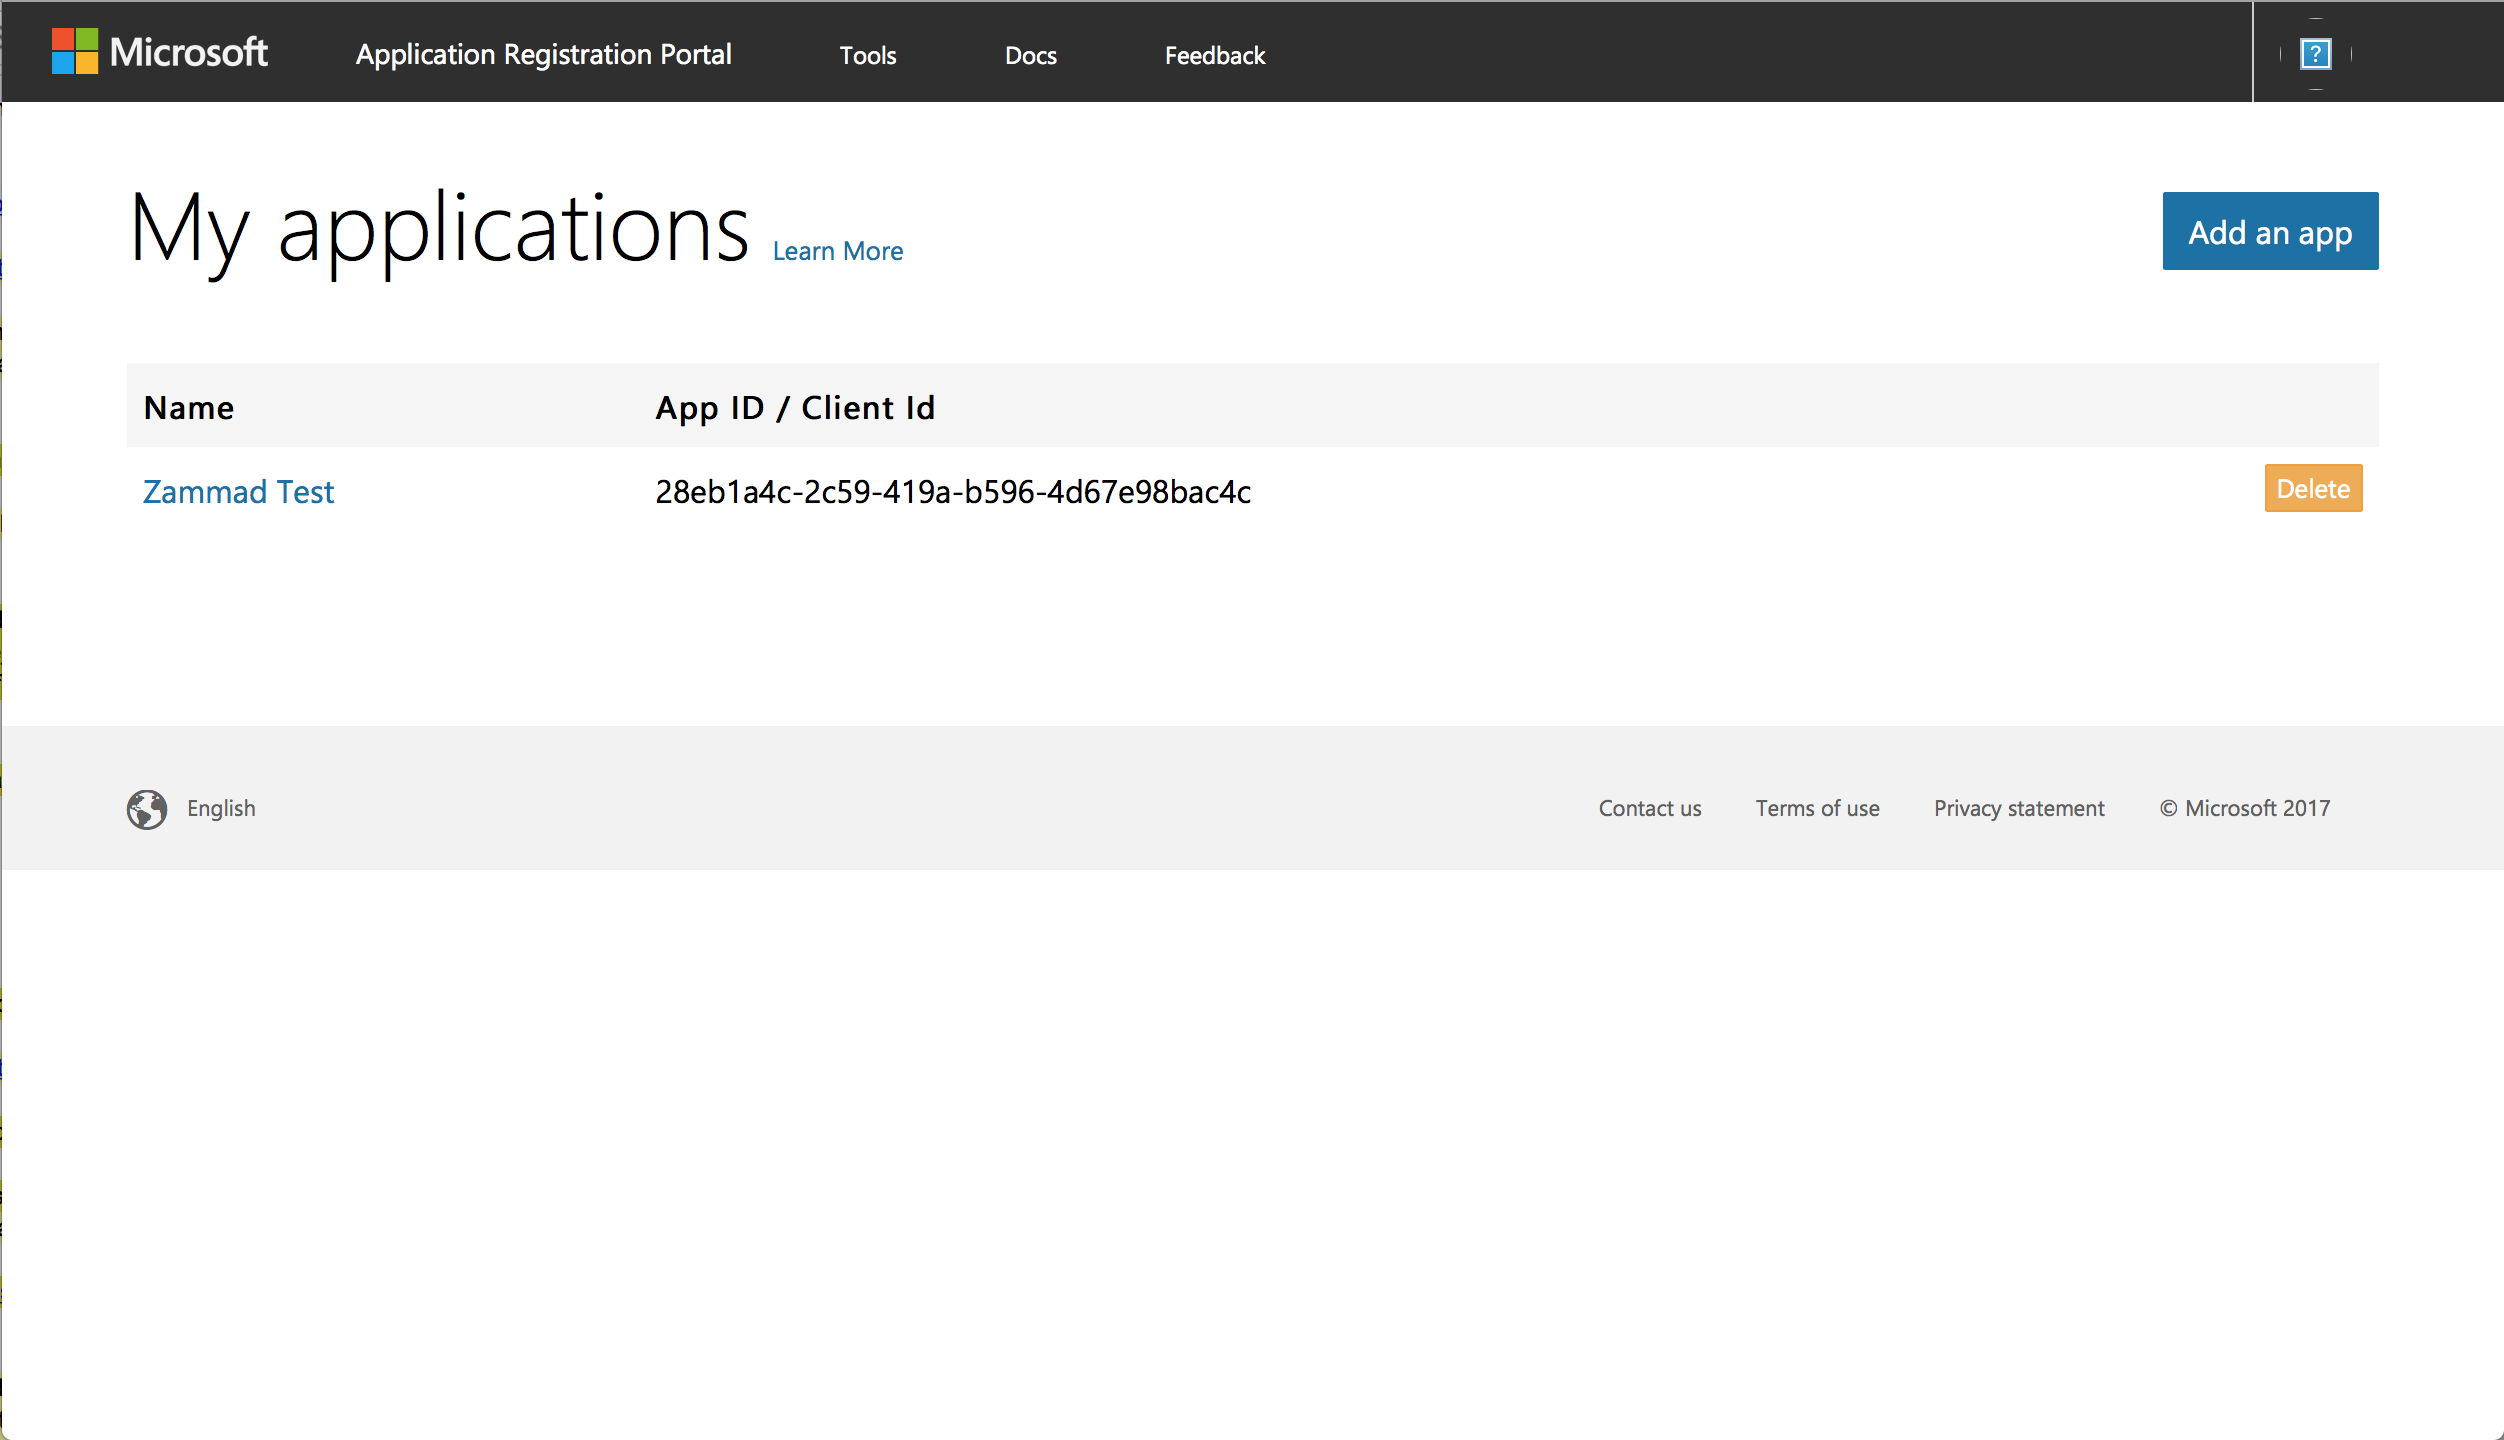 Microsoft Application Registration Portal Tools Docs Feedback ?
My applications Learn More Add an app
Name App ID / Client Id
Zammad Test 28eb1a4c-2c59-419a-b596-4d67e98bac4c Delete
English Contact us Terms of use Privacy statement © Microsoft 2017